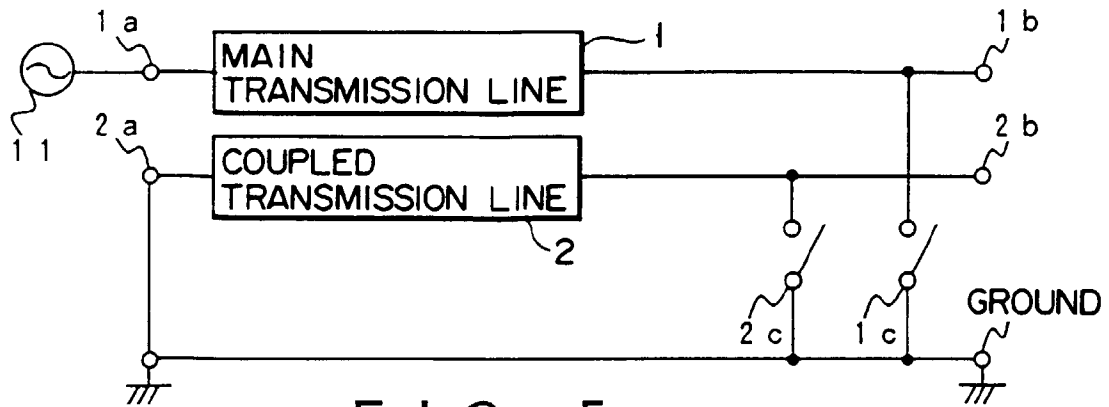 1a
MAIN
TRANSMISSION LINE
1
1b
11
2a
COUPLED
TRANSMISSION LINE
2
2b
2c
1c
GROUND